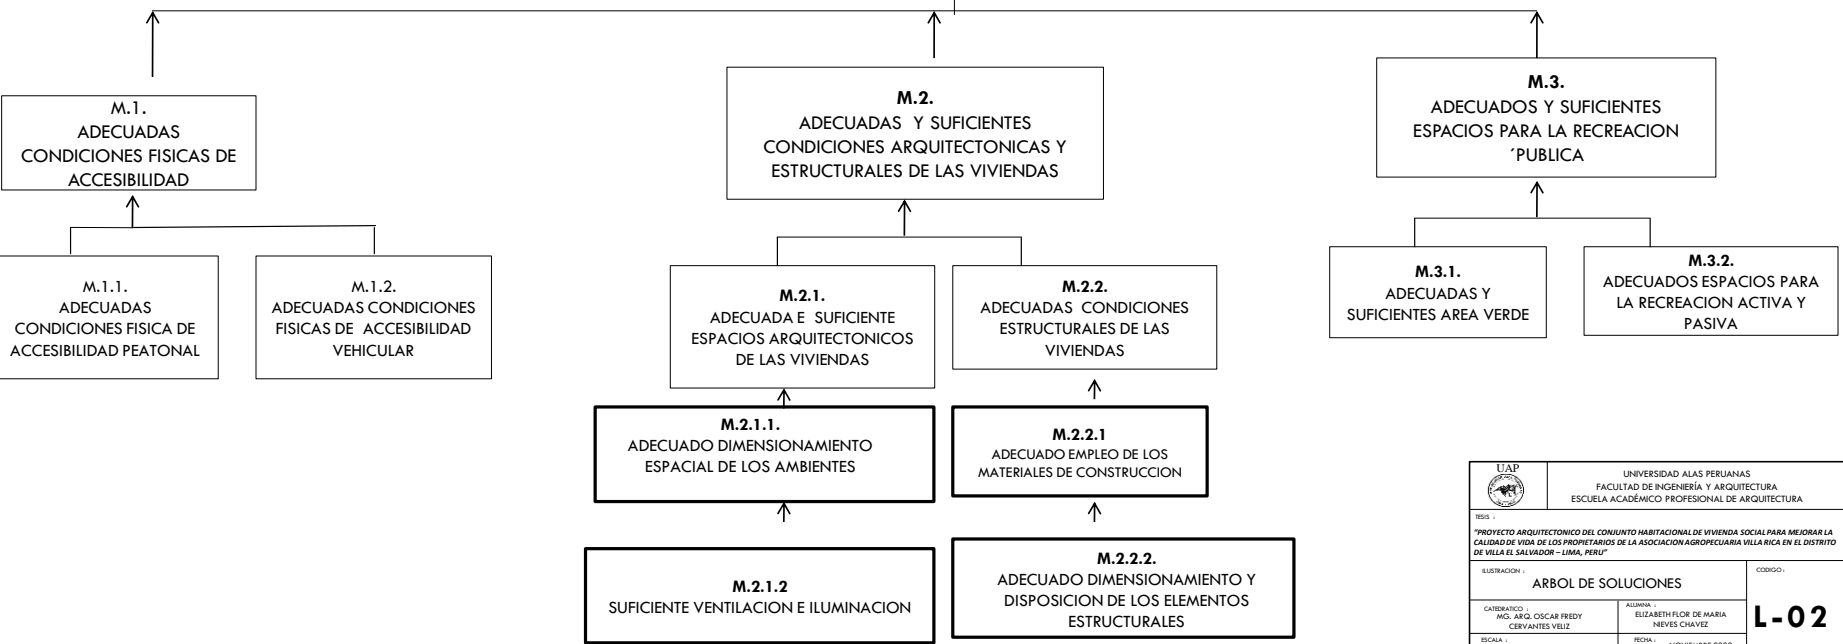 M.1.
ADECUADAS
CONDICIONES FISICAS DE
ACCESIBILIDAD
M.2.
ADECUADAS Y SUFICIENTES
CONDICIONES ARQUITECTONICAS Y
ESTRUCTURALES DE LAS VIVIENDAS
M.3.
ADECUADOS Y SUFICIENTES
ESPACIOS PARA LA RECREACION
´PUBLICA
M.1.1.
ADECUADAS
CONDICIONES FISICA DE
ACCESIBILIDAD PEATONAL
M.1.2.
ADECUADAS CONDICIONES
FISICAS DE ACCESIBILIDAD
VEHICULAR
M.2.1.
ADECUADA E SUFICIENTE
ESPACIOS ARQUITECTONICOS
DE LAS VIVIENDAS
M.2.2.
ADECUADAS CONDICIONES
ESTRUCTURALES DE LAS
VIVIENDAS
M.3.1.
ADECUADAS Y
SUFICIENTES AREA VERDE
M.3.2.
ADECUADOS ESPACIOS PARA
LA RECREACION ACTIVA Y
PASIVA
M.2.1.1.
ADECUADO DIMENSIONAMIENTO
ESPACIAL DE LOS AMBIENTES
M.2.2.1
ADECUADO EMPLEO DE LOS
MATERIALES DE CONSTRUCCION
M.2.1.2
SUFICIENTE VENTILACION E ILUMINACION
M.2.2.2.
ADECUADO DIMENSIONAMIENTO Y
DISPOSICION DE LOS ELEMENTOS
ESTRUCTURALES
UAP
UNIVERSIDAD ALAS PERUANAS
FACULTAD DE INGENIERÍA Y ARQUITECTURA
ESCUELA ACADÉMICO PROFESIONAL DE ARQUITECTURA
TESIS :
"PROYECTO ARQUITECTONICO DEL CONJUNTO HABITACIONAL DE VIVIENDA SOCIAL PARA MEJORAR LA
CALIDAD DE VIDA DE LOS PROPIETARIOS DE LA ASOCIACION AGROPECUARIA VILLA RICA EN EL DISTRITO
DE VILLA EL SALVADOR – LIMA, PERU"
ILUSTRACION :
ARBOL DE SOLUCIONES
CODIGO :
L-02
CATEDRATICO :
MG. ARQ. OSCAR FREDY
CERVANTES VELIZ
ALUMNA :
ELIZABETH FLOR DE MARIA
NIEVES CHAVEZ
ESCALA :
FECHA :